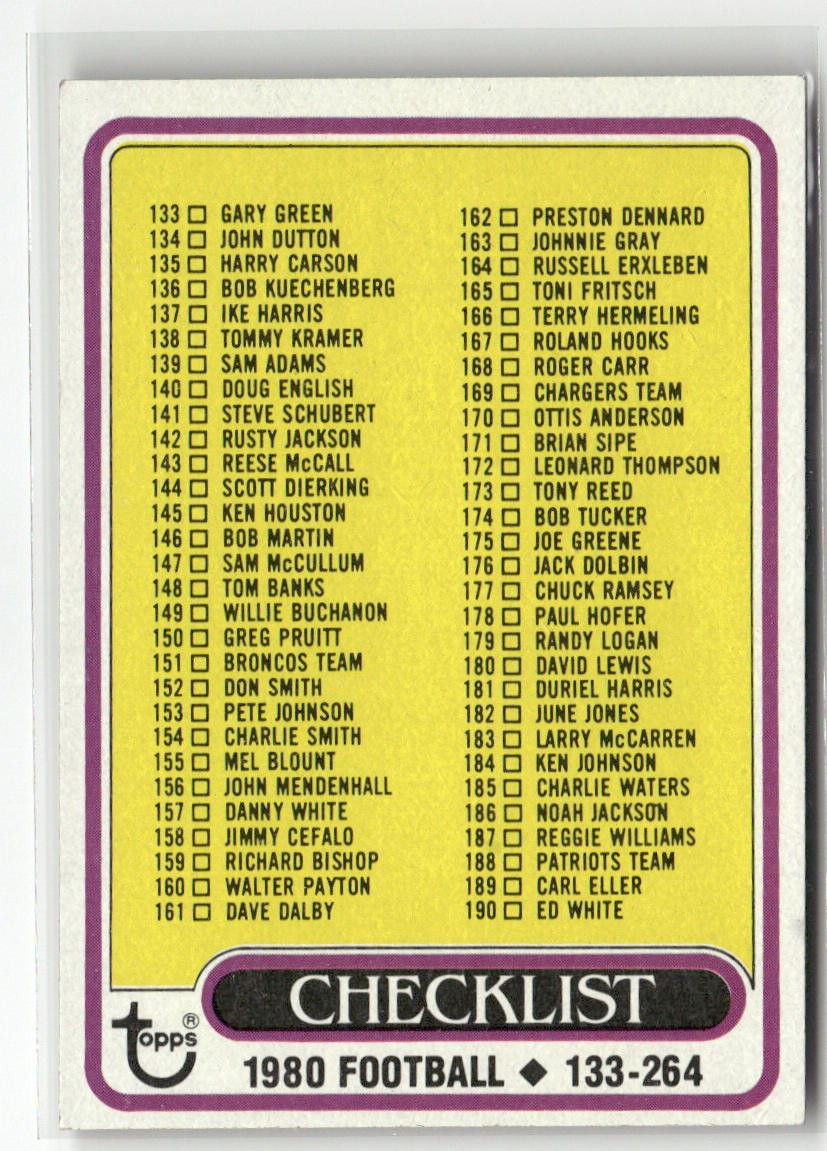 133 GARY GREEN
134 JOHN DUTTON
135 HARRY CARSON
136 BOB KUECHENBERG
137 IKE HARRIS
138 TOMMY KRAMER
139 SAM ADAMS
140 DOUG ENGLISH
141 STEVE SCHUBERT
142 RUSTY JACKSON
143 REESE McCALL
144 SCOTT DIERKING
145 KEN HOUSTON
146 BOB MARTIN
147 SAM McCULLUM
148 TOM BANKS
149 WILLIE BUCHANON
150 GREG PRUITT
151 BRONCOS TEAM
152 DON SMITH
153 PETE JOHNSON
154 CHARLIE SMITH
155 MEL BLOUNT
156 JOHN MENDENHALL
157 DANNY WHITE
158 JIMMY CEFALO
159 RICHARD BISHOP
160 WALTER PAYTON
161 DAVE DALBY
162 PRESTON DENNARD
163 JOHNNIE GRAY
164 RUSSELL ERXLEBEN
165 TONI FRITSCH
166 TERRY HERMELING
167 ROLAND HOOKS
168 ROGER CARR
169 CHARGERS TEAM
170 OTTIS ANDERSON
171 BRIAN SIPE
172 LEONARD THOMPSON
173 TONY REED
174 BOB TUCKER
175 JOE GREENE
176 JACK DOLBIN
177 CHUCK RAMSEY
178 PAUL HOFER
179 RANDY LOGAN
180 DAVID LEWIS
181 DURIEL HARRIS
182 JUNE JONES
183 LARRY McCARREN
184 KEN JOHNSON
185 CHARLIE WATERS
186 NOAH JACKSON
187 REGGIE WILLIAMS
188 PATRIOTS TEAM
189 CARL ELLER
190 ED WHITE
CHECKLIST
topps®
1980 FOOTBALL ◆ 133-264